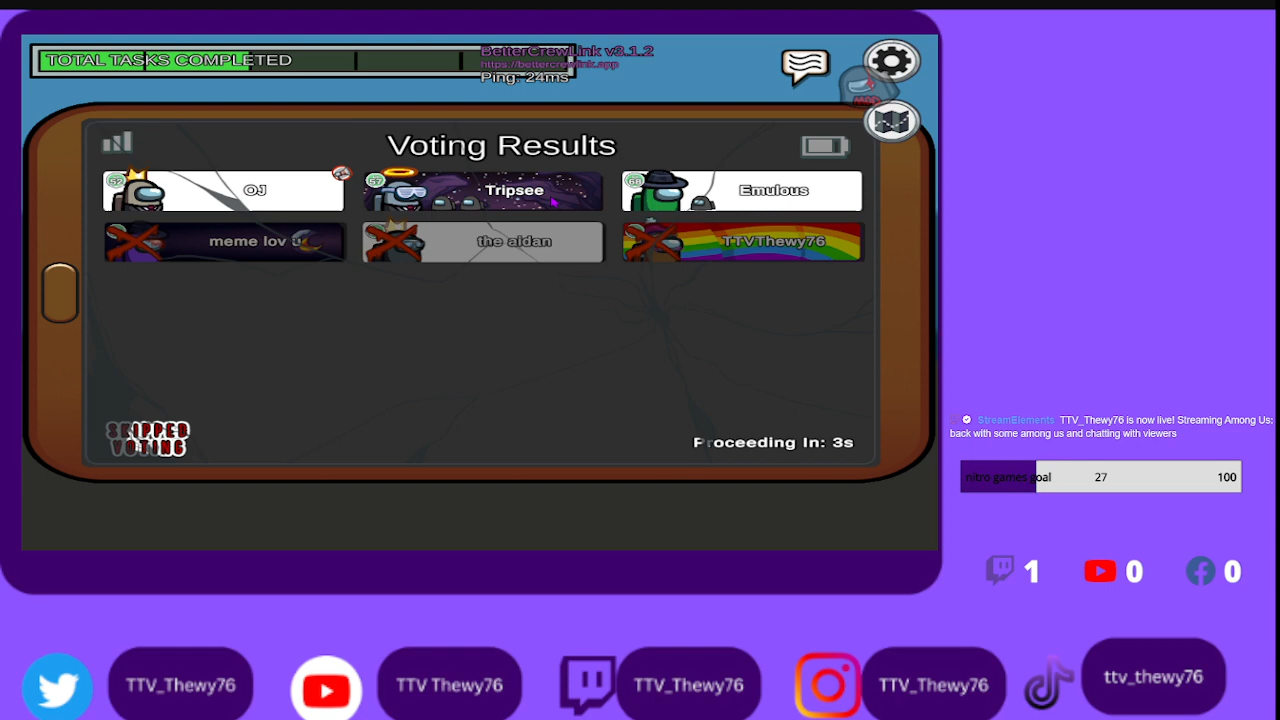 TOTAL TASKS COMPLETED
BetterCrewLink v3.1.2
https://bettercrewlink.app
Ping: 24ms
MOD
Voting Results
52 OJ
57 Tripsee
Emulous
meme lov u
the aidan
TTVThewy76
SKIPPED
VOTING
Proceeding In: 3s
StreamElements TTV_Thewy76 is now live! Streaming Among Us:
back with some among us and chatting with viewers
nitro games goal 27 100
1 0 0
TTV_Thewy76
TTV Thewy76
TTV_Thewy76
TTV_Thewy76
ttv_thewy76